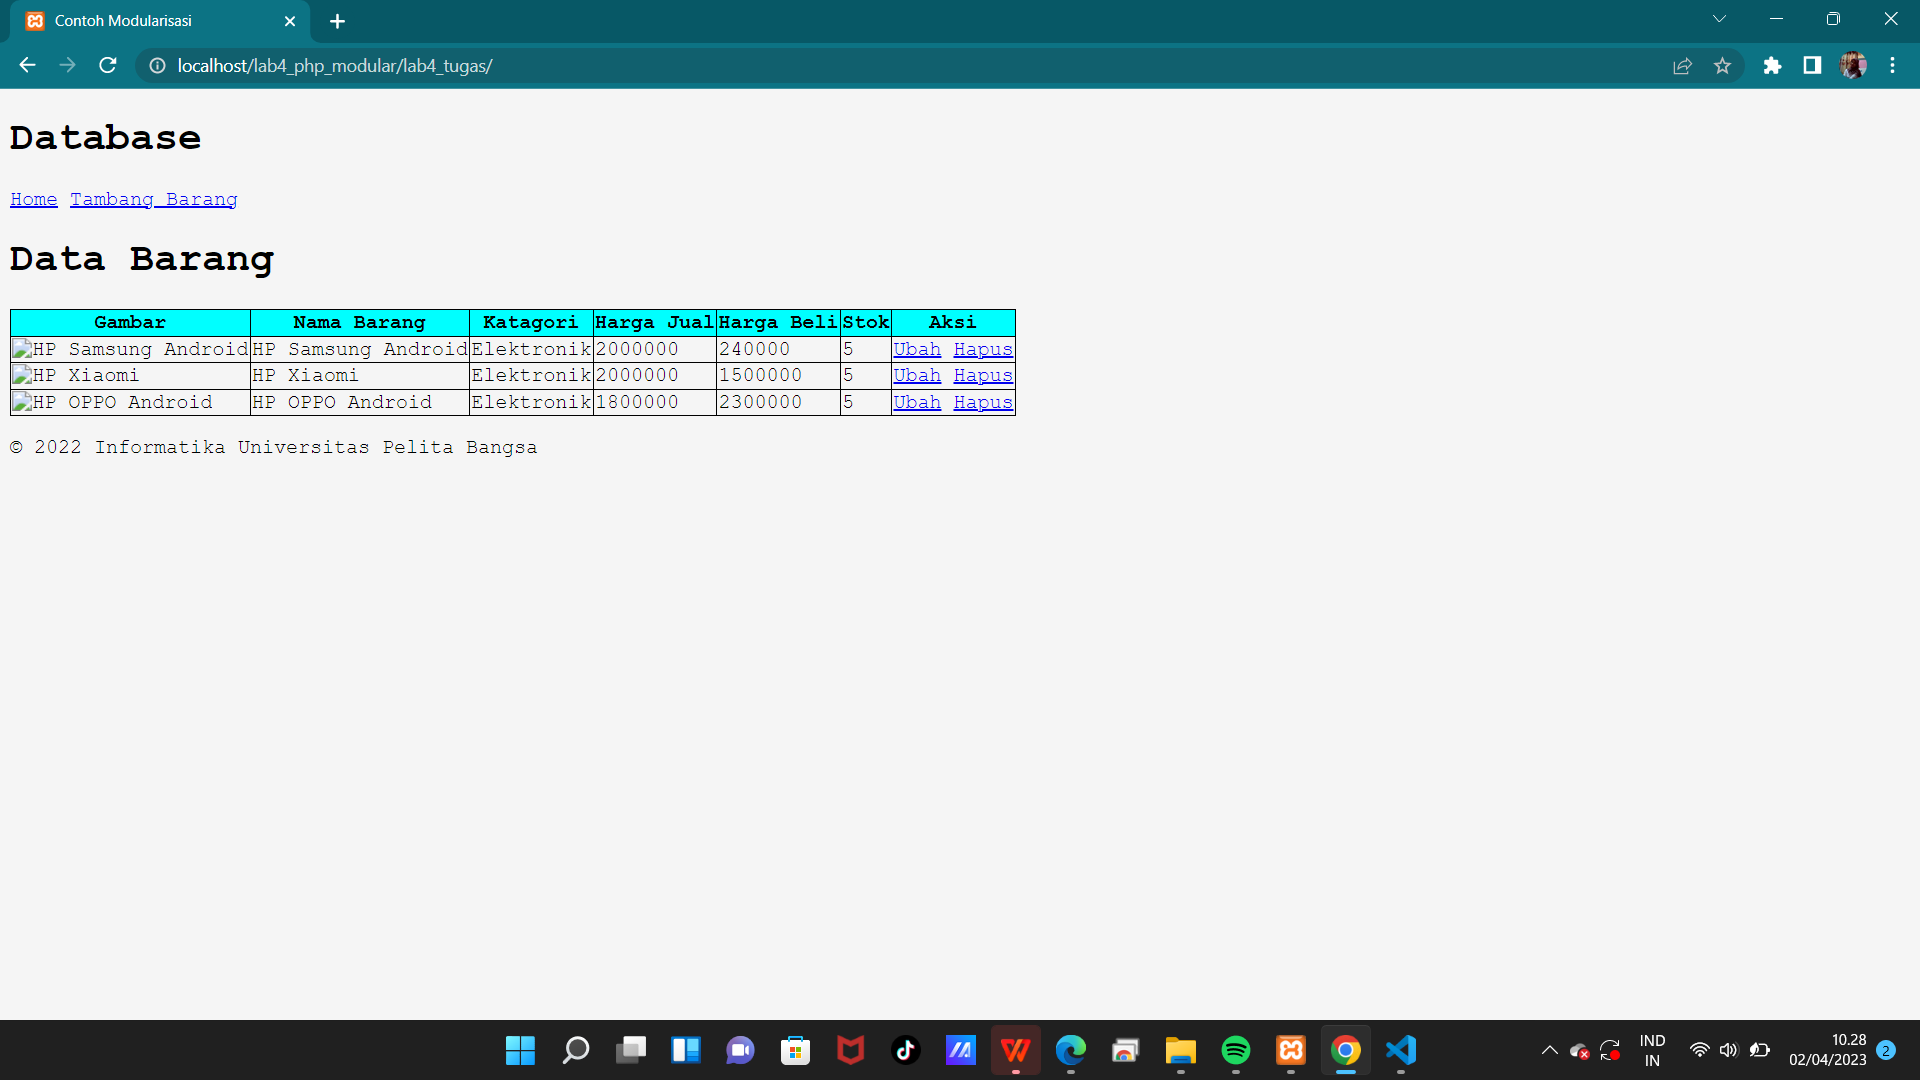 Contoh Modularisasi
localhost/lab4_php_modular/lab4_tugas/
Database
Home Tambang Barang
Data Barang
Gambar Nama Barang Katagori Harga Jual Harga Beli Stok Aksi
HP Samsung Android HP Samsung Android Elektronik 2000000 240000 5 Ubah Hapus
HP Xiaomi HP Xiaomi Elektronik 2000000 1500000 5 Ubah Hapus
HP OPPO Android HP OPPO Android Elektronik 1800000 2300000 5 Ubah Hapus
© 2022 Informatika Universitas Pelita Bangsa
IND
IN
10.28
02/04/2023
2